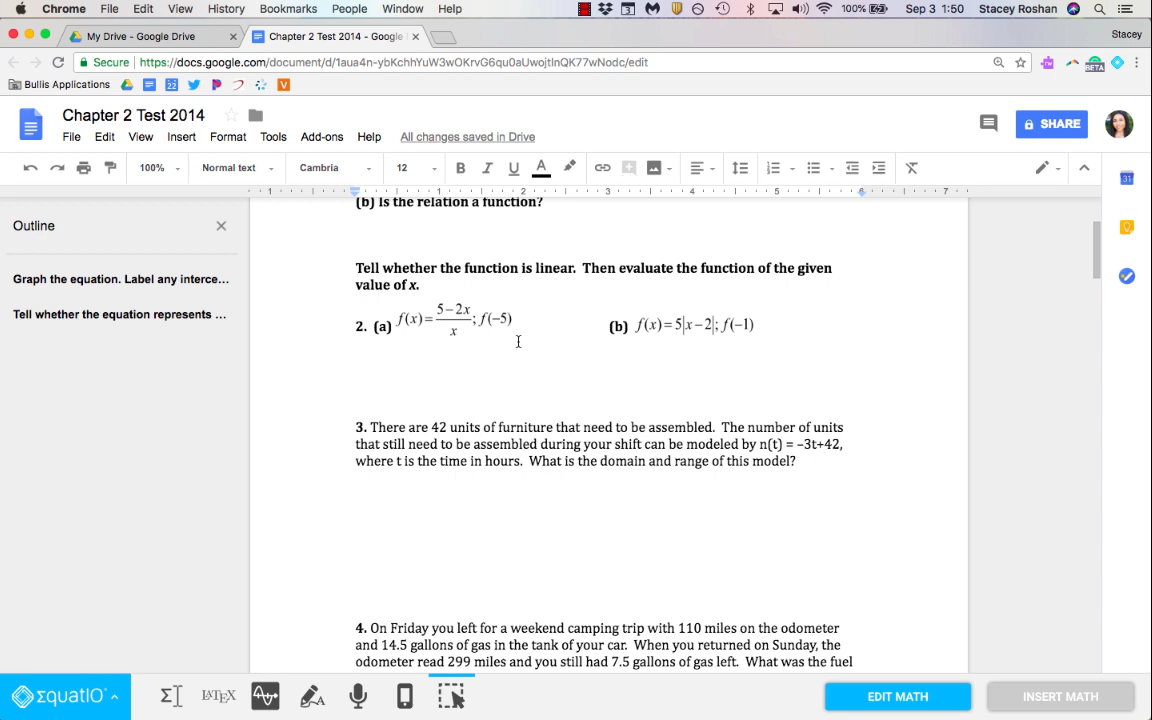 Chrome File Edit View History Bookmarks People Window Help 100% Sep 3 1:50 Stacey Roshan
My Drive - Google Drive × Chapter 2 Test 2014 - Google × Stacey
Secure https://docs.google.com/document/d/1aua4n-ybKchhYuW3wOKrvG6qu0aUwojtlnQK77wNodc/edit
Bullis Applications
Chapter 2 Test 2014
File Edit View Insert Format Tools Add-ons Help All changes saved in Drive
SHARE
100% Normal text Cambria 12 B I U A
1 1 2 3 4 5 6 7
Outline
Graph the equation. Label any interce...
Tell whether the equation represents ...
(b) Is the relation a function?
Tell whether the function is linear. Then evaluate the function of the given
value of x.
2. (a) f(x) = (5−2x)/x; f(−5) (b) f(x) = 5|x−2|; f(−1)
3. There are 42 units of furniture that need to be assembled. The number of units
that still need to be assembled during your shift can be modeled by n(t) = −3t+42,
where t is the time in hours. What is the domain and range of this model?
4. On Friday you left for a weekend camping trip with 110 miles on the odometer
and 14.5 gallons of gas in the tank of your car. When you returned on Sunday, the
odometer read 299 miles and you still had 7.5 gallons of gas left. What was the fuel
EquatIO LATEX EDIT MATH INSERT MATH